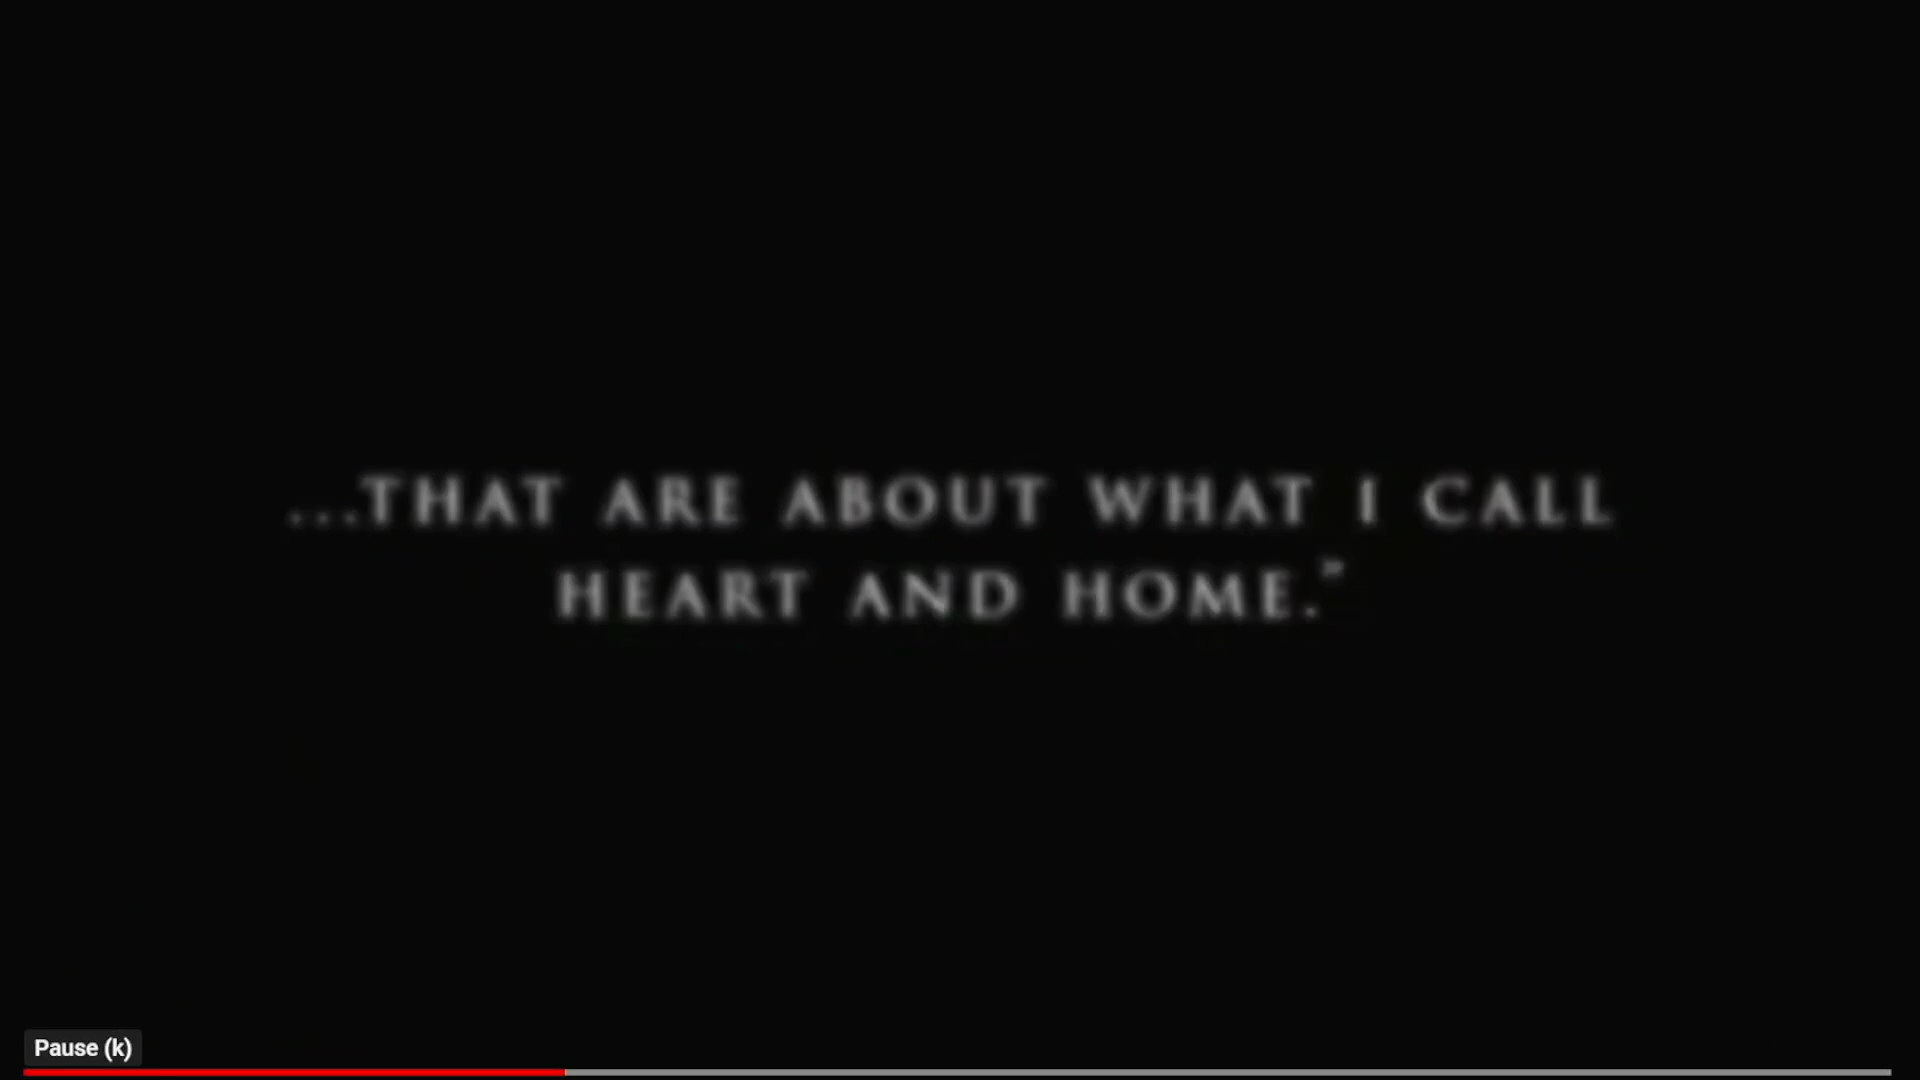 ...THAT ARE ABOUT WHAT I CALL
HEART AND HOME.”
Pause (k)